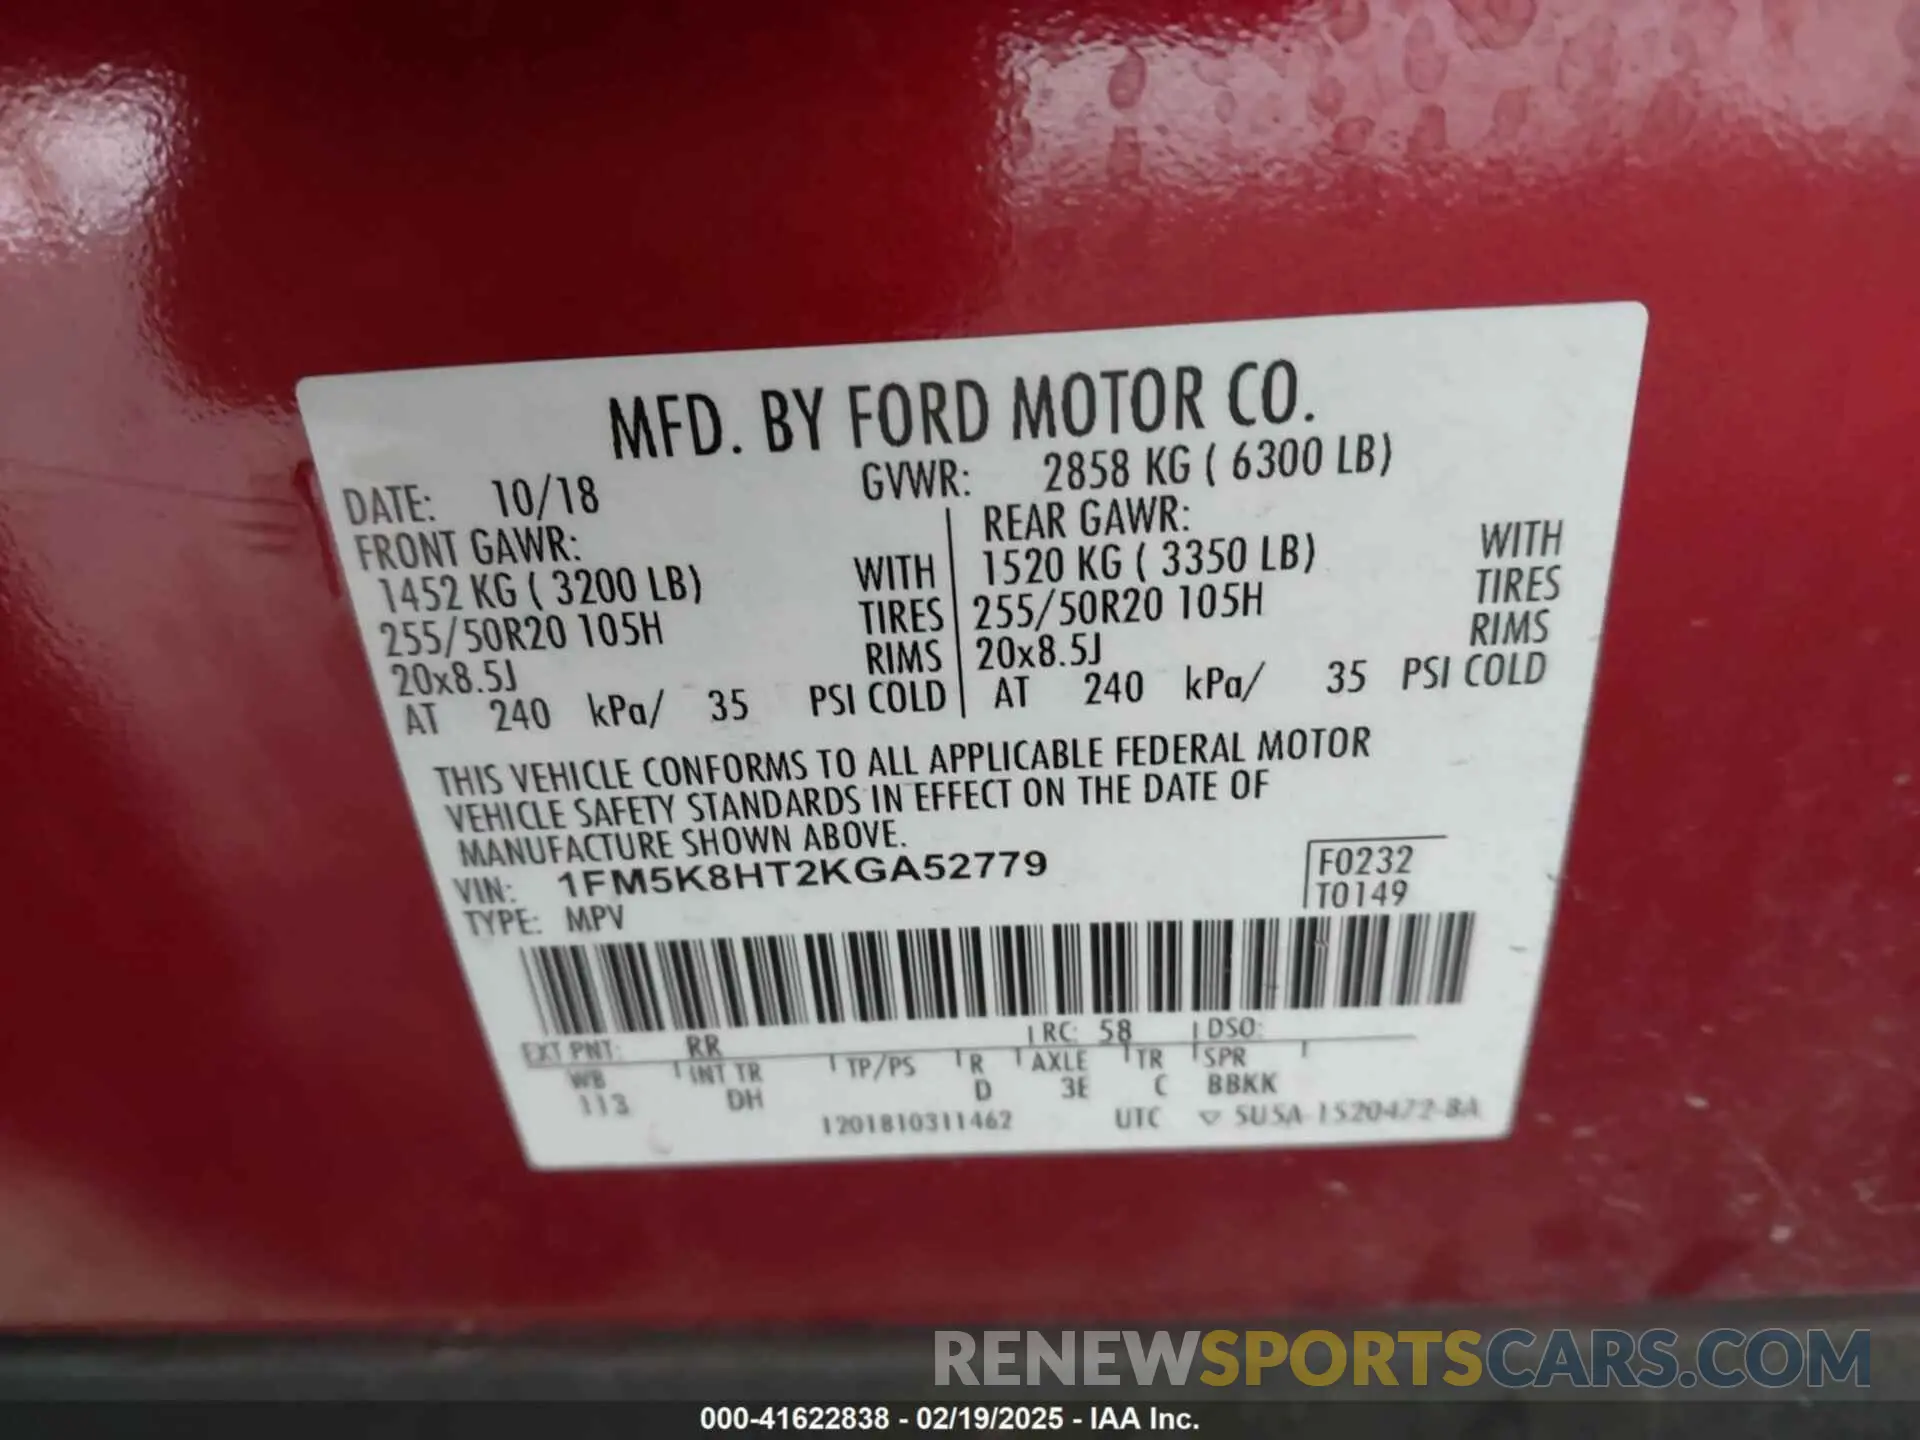 MFD. BY FORD MOTOR CO.
DATE: 10/18 GVWR: 2858 KG ( 6300 LB)
FRONT GAWR: REAR GAWR:
1452 KG ( 3200 LB) WITH 1520 KG ( 3350 LB) WITH
255/50R20 105H TIRES 255/50R20 105H TIRES
20x8.5J RIMS 20x8.5J RIMS
AT 240 kPa/ 35 PSI COLD AT 240 kPa/ 35 PSI COLD
THIS VEHICLE CONFORMS TO ALL APPLICABLE FEDERAL MOTOR
VEHICLE SAFETY STANDARDS IN EFFECT ON THE DATE OF
MANUFACTURE SHOWN ABOVE.
VIN: 1FM5K8HT2KGA52779 F0232
TYPE: MPV T0149
EXT PNT: RR RC: 58 DSO:
WB INT TR TP/PS R AXLE TR SPR
113 DH D 3E C BBKK
1201810311462 UTC ▽ SUSA-1520472-BA
RENEWSPORTSCARS.COM
000-41622838 - 02/19/2025 - IAA Inc.